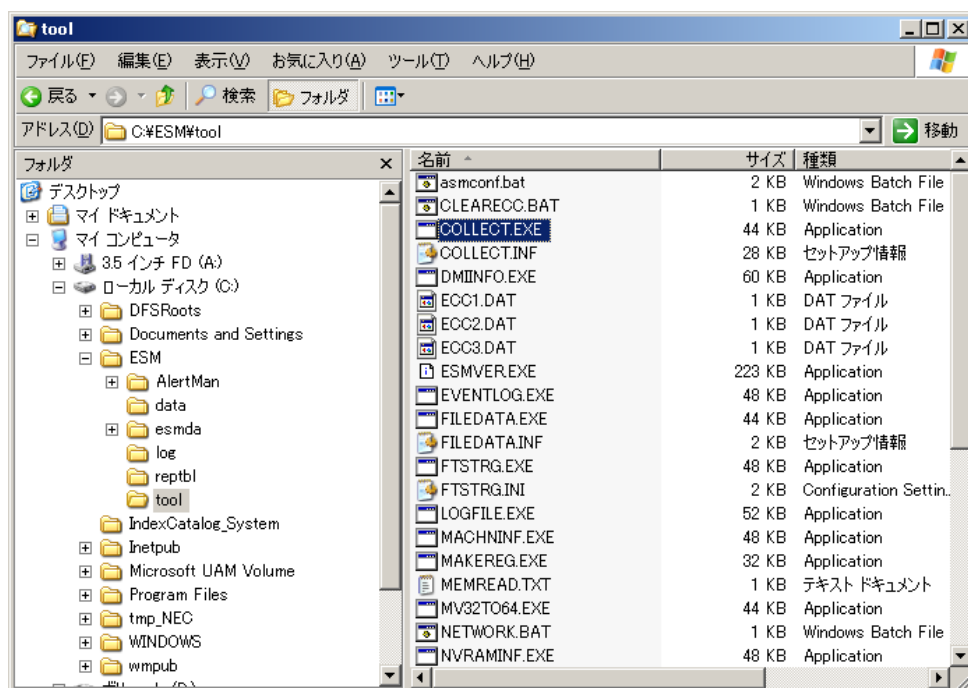 tool
ファイル(F) 編集(E) 表示(V) お気に入り(A) ツール(T) ヘルプ(H)
戻る 検索 フォルダ
アドレス(D) C:¥ESM¥tool 移動
フォルダ
デスクトップ
マイ ドキュメント
マイ コンピュータ
3.5 インチ FD (A:)
ローカル ディスク (C:)
DFSRoots
Documents and Settings
ESM
AlertMan
data
esmda
log
reptbl
tool
IndexCatalog_System
Inetpub
Microsoft UAM Volume
Program Files
tmp_NEC
WINDOWS
wmpub
名前 サイズ 種類
asmconf.bat 2 KB Windows Batch File
CLEARECC.BAT 1 KB Windows Batch File
COLLECT.EXE 44 KB Application
COLLECT.INF 28 KB セットアップ情報
DMIINFO.EXE 60 KB Application
ECC1.DAT 1 KB DAT ファイル
ECC2.DAT 1 KB DAT ファイル
ECC3.DAT 1 KB DAT ファイル
ESMVER.EXE 223 KB Application
EVENTLOG.EXE 48 KB Application
FILEDATA.EXE 44 KB Application
FILEDATA.INF 2 KB セットアップ情報
FTSTRG.EXE 48 KB Application
FTSTRG.INI 2 KB Configuration Settin..
LOGFILE.EXE 52 KB Application
MACHNINF.EXE 48 KB Application
MAKEREG.EXE 32 KB Application
MEMREAD.TXT 1 KB テキスト ドキュメント
MV32TO64.EXE 44 KB Application
NETWORK.BAT 1 KB Windows Batch File
NVRAMINF.EXE 48 KB Application